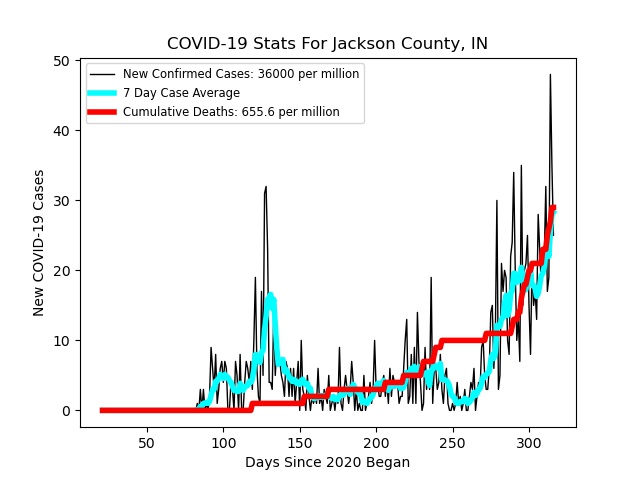 COVID-19 Stats For Jackson County, IN
New Confirmed Cases: 36000 per million
7 Day Case Average
Cumulative Deaths: 655.6 per million
New COVID-19 Cases
50
40
30
20
10
0
50 100 150 200 250 300
Days Since 2020 Began